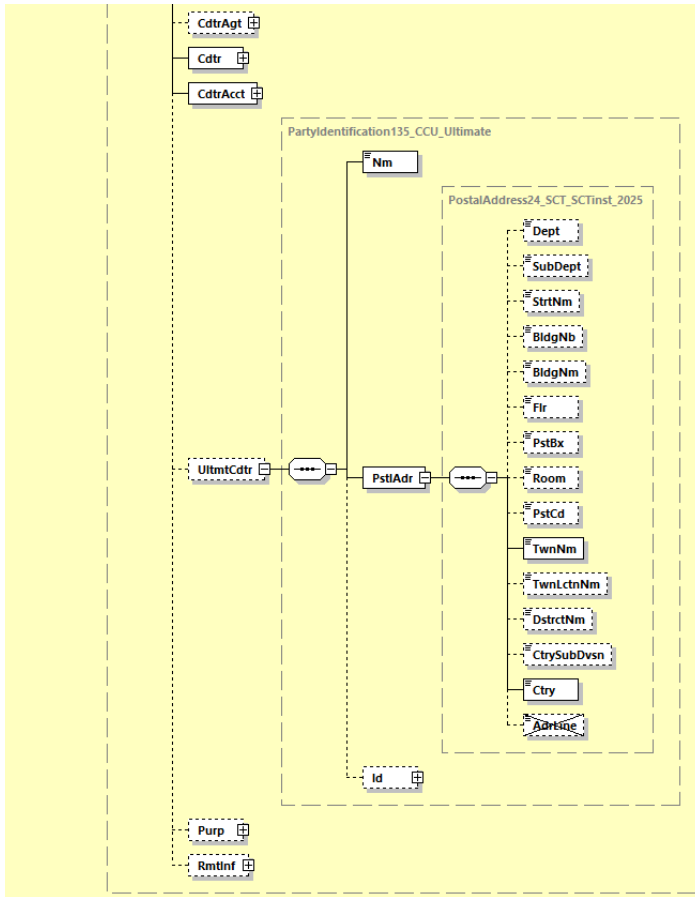 CdtrAgt
Cdtr
CdtrAcct
PartyIdentification135_CCU_Ultimate
Nm
PostalAddress24_SCT_SCTinst_2025
Dept
SubDept
StrtNm
BldgNb
BldgNm
Flr
PstBx
UltmtCdtr
PstlAdr
Room
PstCd
TwnNm
TwnLctnNm
DstrctNm
CtrySubDvsn
Ctry
AdrLine
Id
Purp
RmtInf